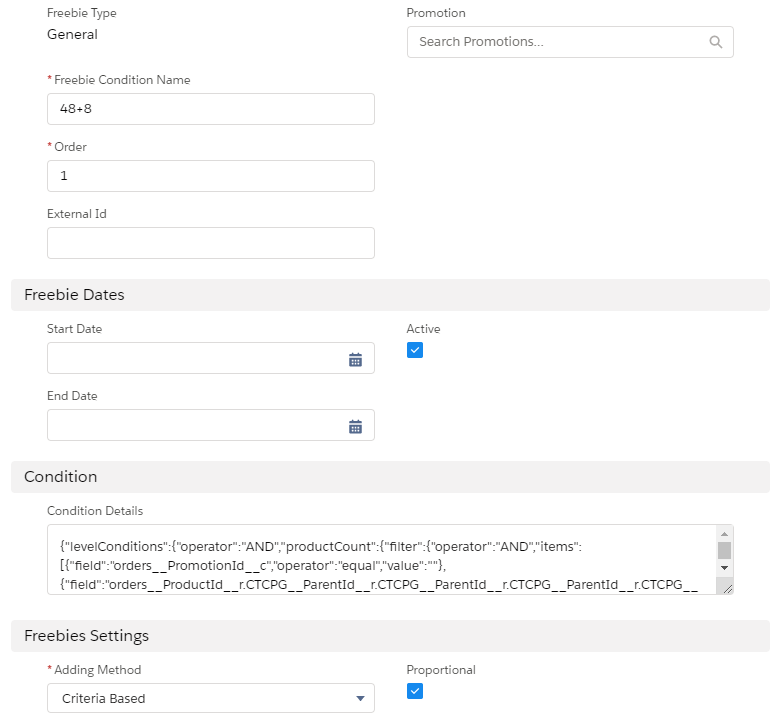 Freebie Type
General
Promotion
Search Promotions...
* Freebie Condition Name
48+8
* Order
1
External Id
Freebie Dates
Start Date
Active
End Date
Condition
Condition Details
{"levelConditions":{"operator":"AND","productCount":{"filter":{"operator":"AND","items":
[{"field":"orders__PromotionId__c","operator":"equal","value":""},
{"field":"orders__ProductId__r.CTCPG__ParentId__r.CTCPG__ParentId__r.CTCPG__ParentId__r.CTCPG__
Freebies Settings
* Adding Method
Criteria Based
Proportional